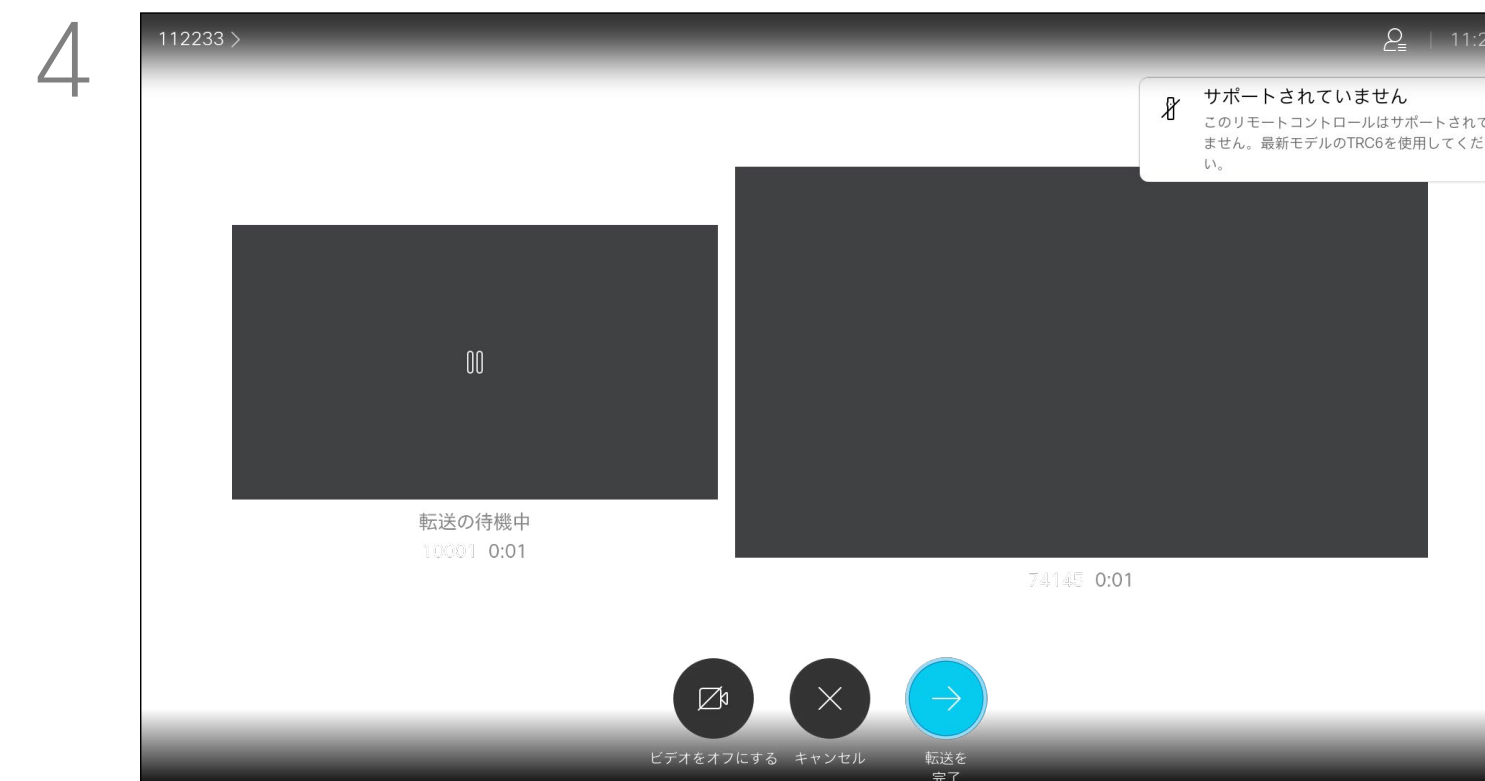 4
112233
11:2
サポートされていません
このリモートコントロールはサポートされて
ません。最新モデルのTRC6を使用してくだ
い。
転送の待機中
10001 0:01
74145 0:01
ビデオをオフにする キャンセル 転送を
完了